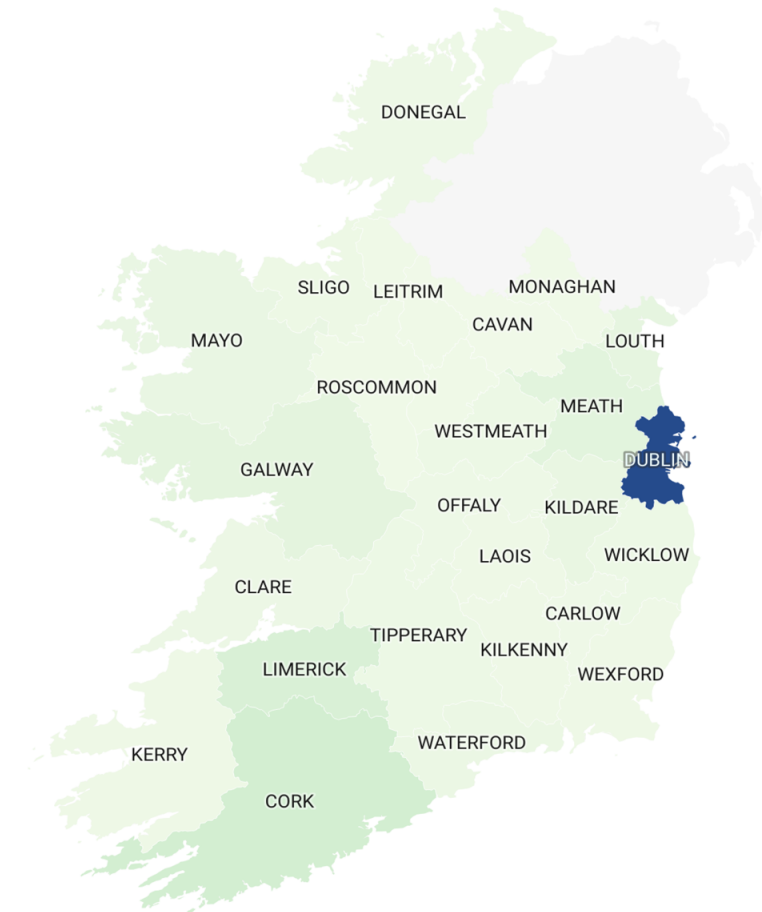 DONEGAL
MONAGHAN
SLIGO
LEITRIM
CAVAN
MAYO
LOUTH
ROSCOMMON
MEATH
WESTMEATH
DUBLIN
GALWAY
OFFALY
KILDARE
LAOIS
WICKLOW
CLARE
CARLOW
TIPPERARY
KILKENNY
LIMERICK
WEXFORD
WATERFORD
KERRY
CORK